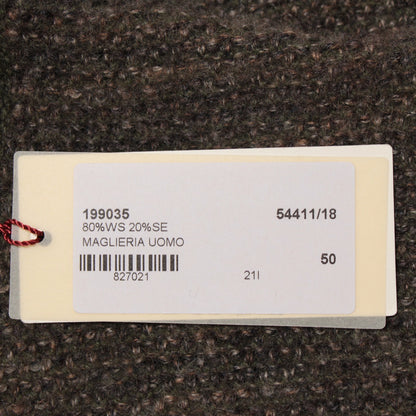 199035 54411/18
80%WS 20%SE
MAGLIERIA UOMO
50
827021 21I